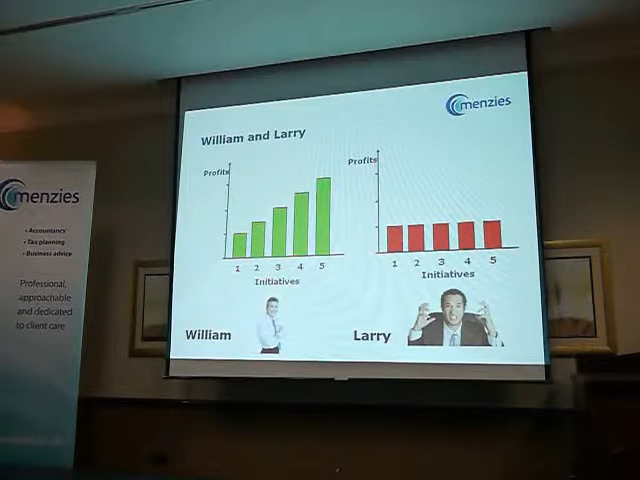 menzies
• Accountancy
• Tax planning
• Business advice
Professional,
approachable
and dedicated
to client care
menzies
William and Larry
Profits
1 2 3 4 5
Initiatives
Profits
1 2 3 4 5
Initiatives
William
Larry